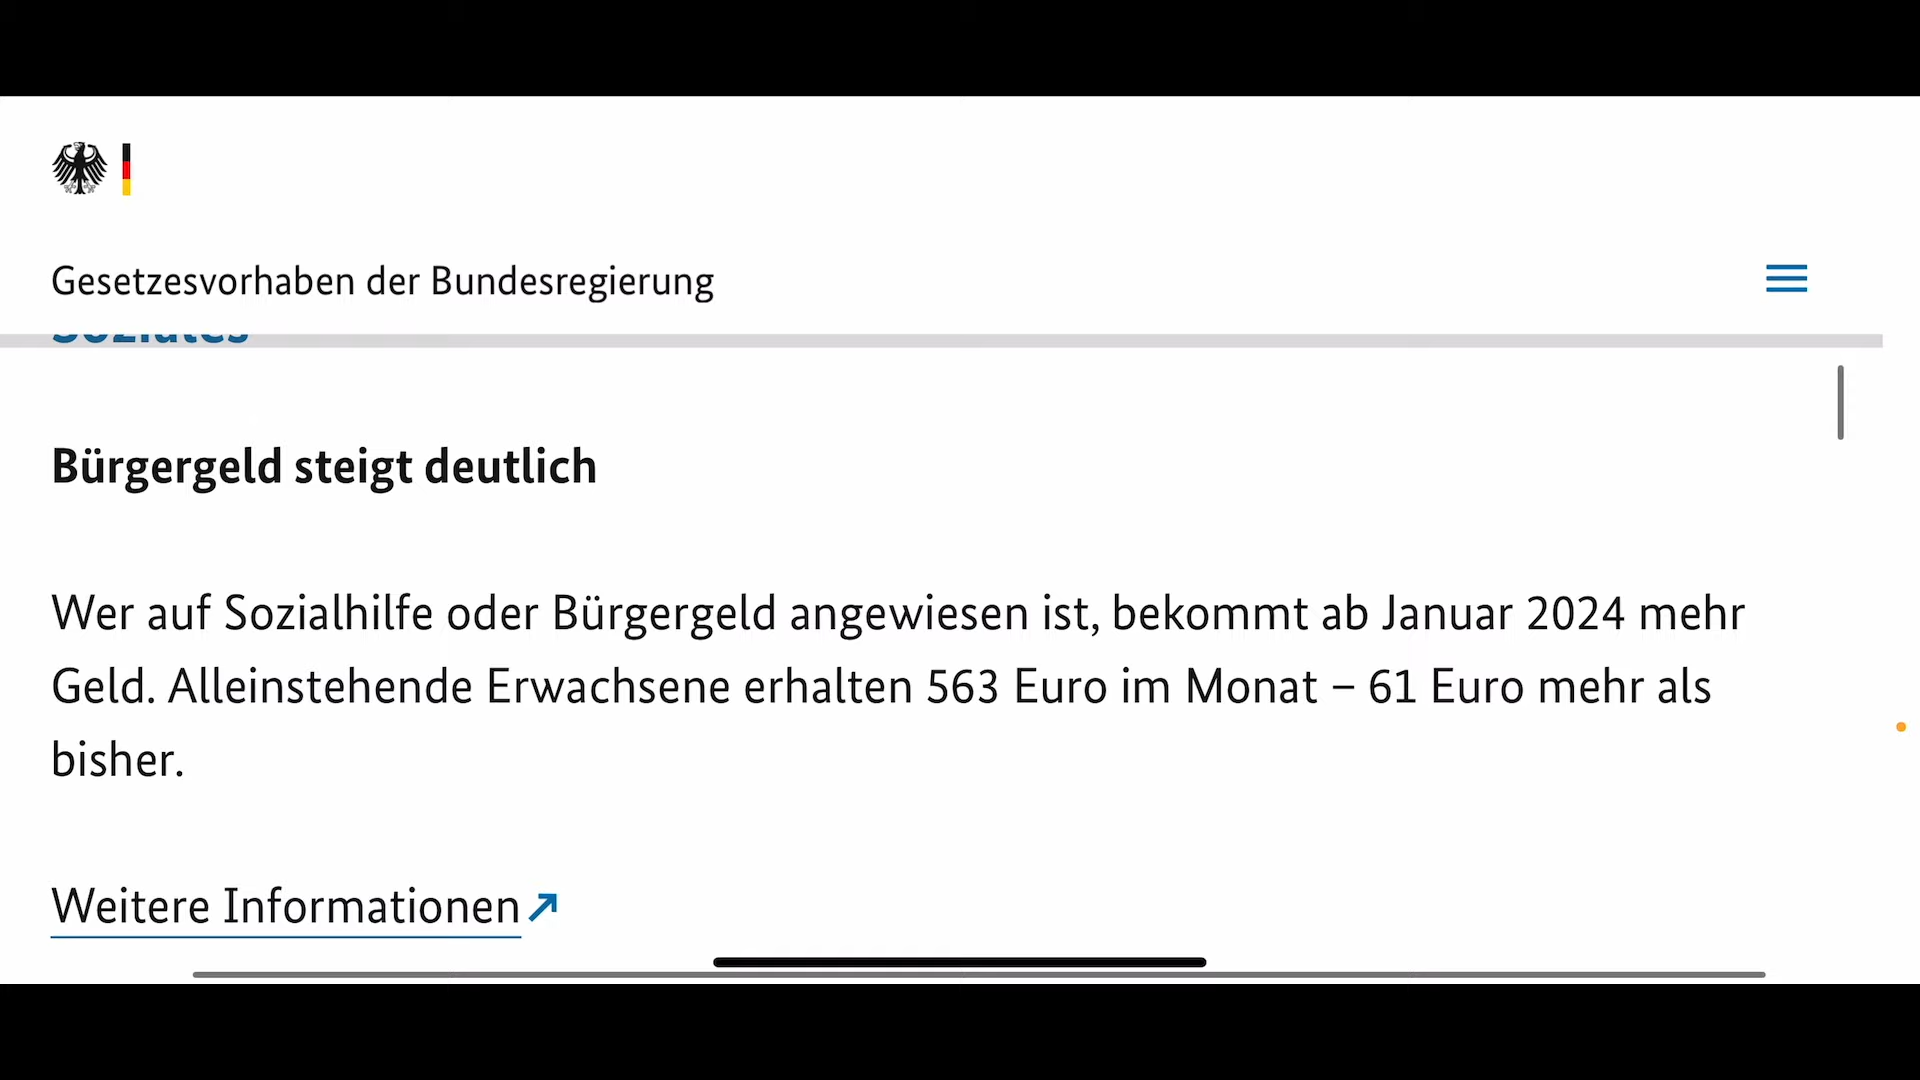 Gesetzesvorhaben der Bundesregierung
Soziales
Bürgergeld steigt deutlich
Wer auf Sozialhilfe oder Bürgergeld angewiesen ist, bekommt ab Januar 2024 mehr
Geld. Alleinstehende Erwachsene erhalten 563 Euro im Monat – 61 Euro mehr als
bisher.
Weitere Informationen